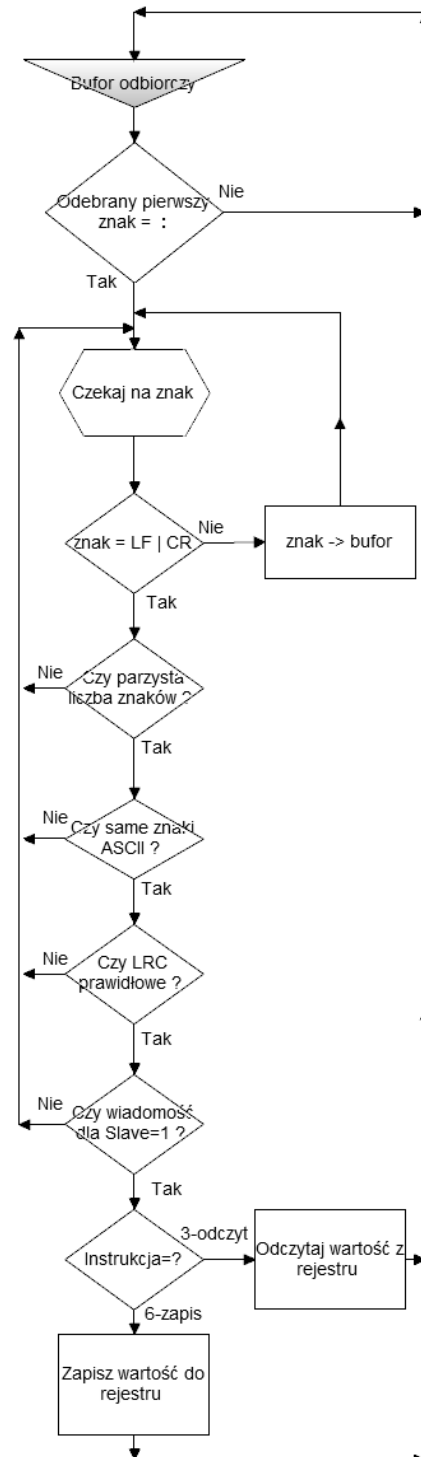 Bufor odbiorczy
Odebrany pierwszy
znak = :
Nie
Tak
Czekaj na znak
znak = LF | CR
Nie
znak -> bufor
Tak
Nie
Czy parzysta
liczba znaków ?
Tak
Nie
Czy same znaki
ASCII ?
Tak
Nie
Czy LRC
prawidłowe ?
Tak
Nie
Czy wiadomość
dla Slave=1 ?
Tak
Instrukcja=?
3-odczyt
Odczytaj wartość z
rejestru
6-zapis
Zapisz wartość do
rejestru